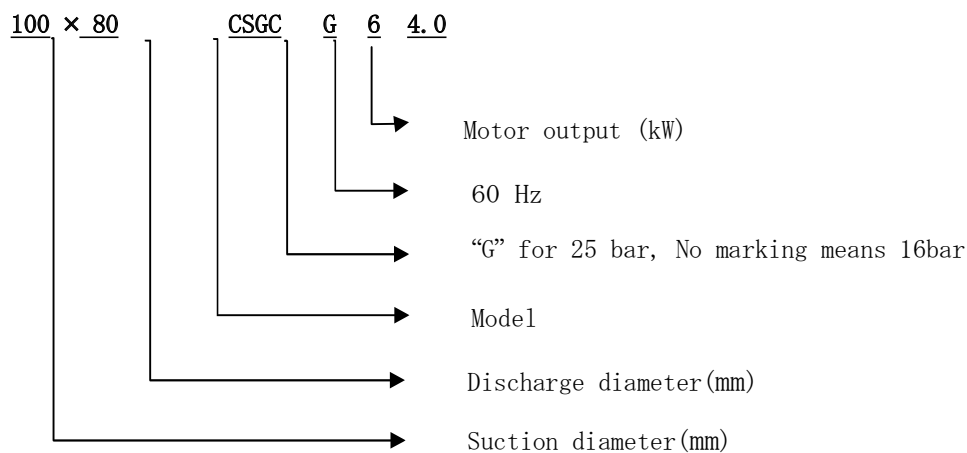 100 × 80 CSGC G 6 4.0
Motor output (kW)
60 Hz
“G” for 25 bar, No marking means 16bar
Model
Discharge diameter(mm)
Suction diameter(mm)